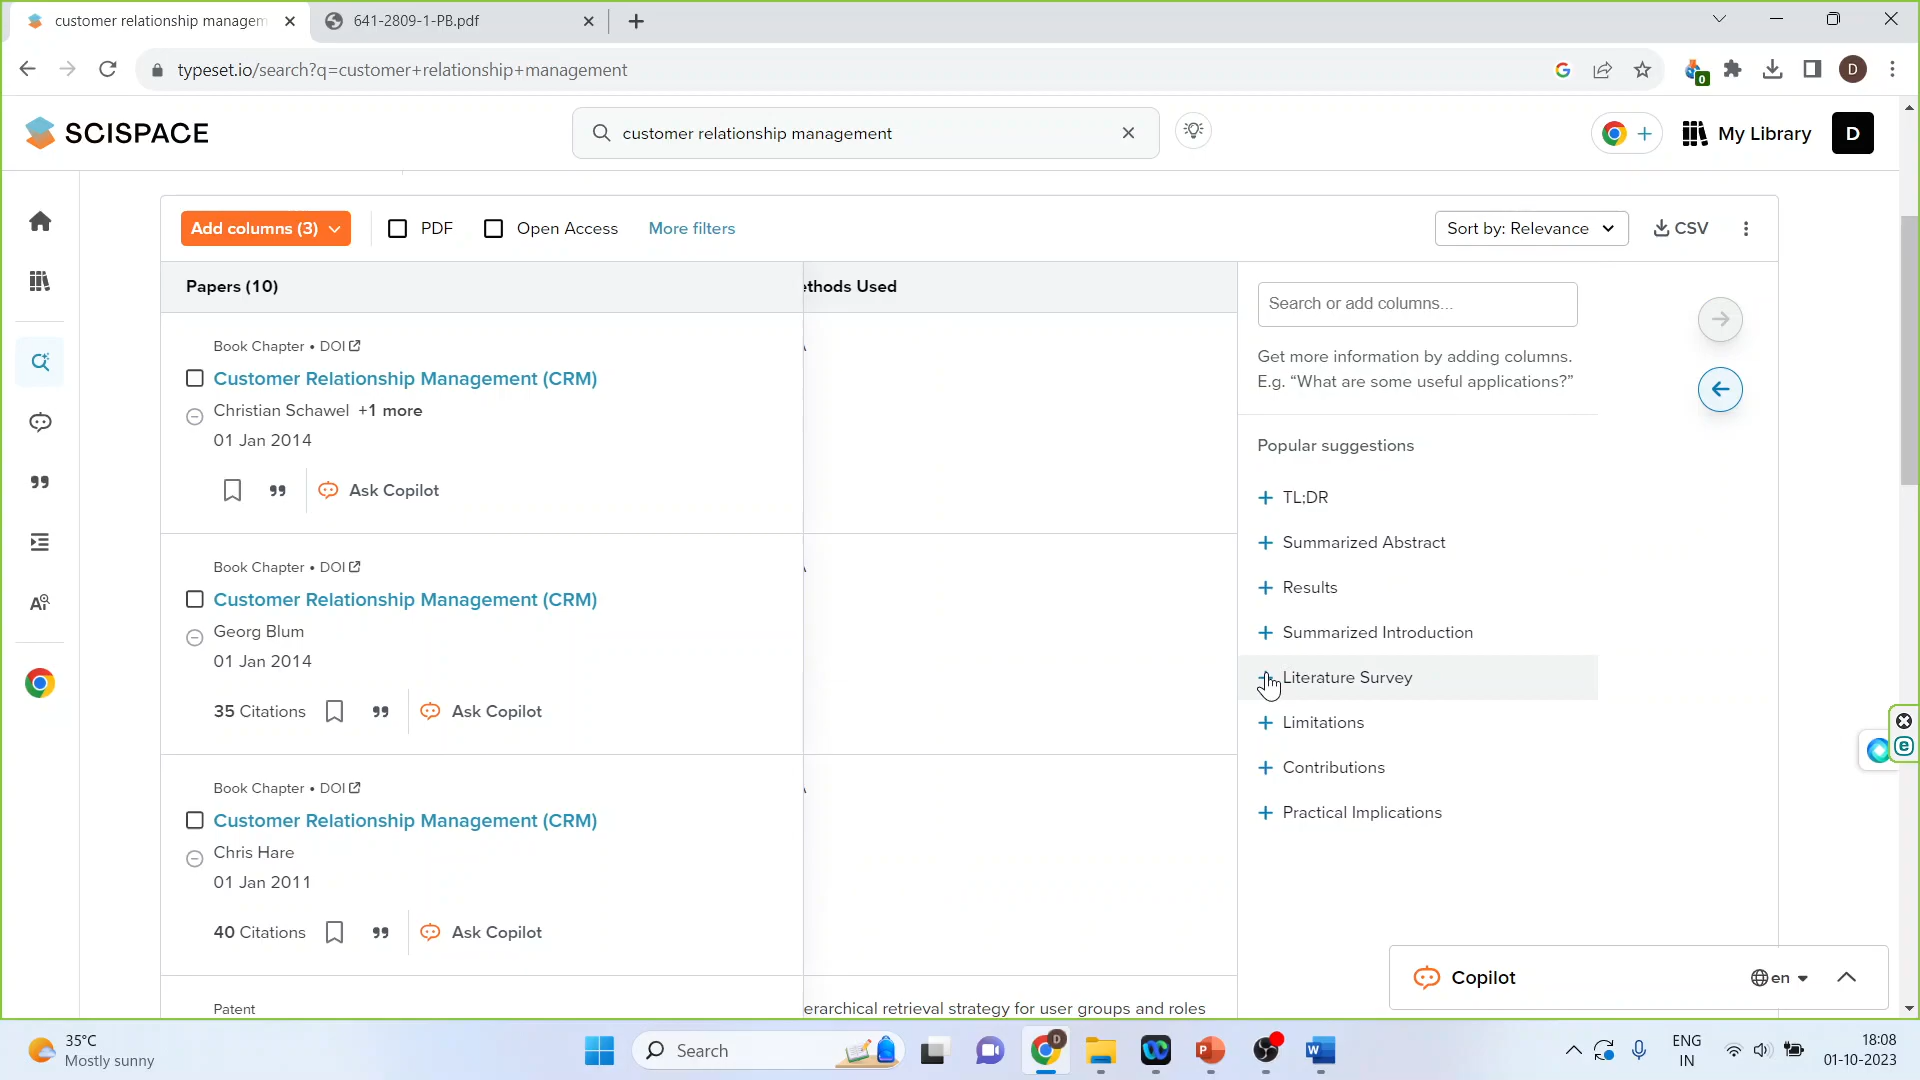 customer relationship managem
641-2809-1-PB.pdf
typeset.io/search?q=customer+relationship+management
0
D
SCISPACE
customer relationship management
My Library
D
Add columns (3)
PDF
Open Access
More filters
Sort by: Relevance
CSV
Papers (10)
ethods Used
Search or add columns...
Get more information by adding columns.
E.g. “What are some useful applications?”
Popular suggestions
TL;DR
Summarized Abstract
Results
Summarized Introduction
Literature Survey
Limitations
Contributions
Practical Implications
Book Chapter • DOI
Customer Relationship Management (CRM)
Christian Schawel +1 more
01 Jan 2014
Ask Copilot
Book Chapter • DOI
Customer Relationship Management (CRM)
Georg Blum
01 Jan 2014
35 Citations
Ask Copilot
Book Chapter • DOI
Customer Relationship Management (CRM)
Chris Hare
01 Jan 2011
40 Citations
Ask Copilot
Patent
erarchical retrieval strategy for user groups and roles
Copilot
en
35°C
Mostly sunny
Search
D
ENG
IN
18:08
01-10-2023